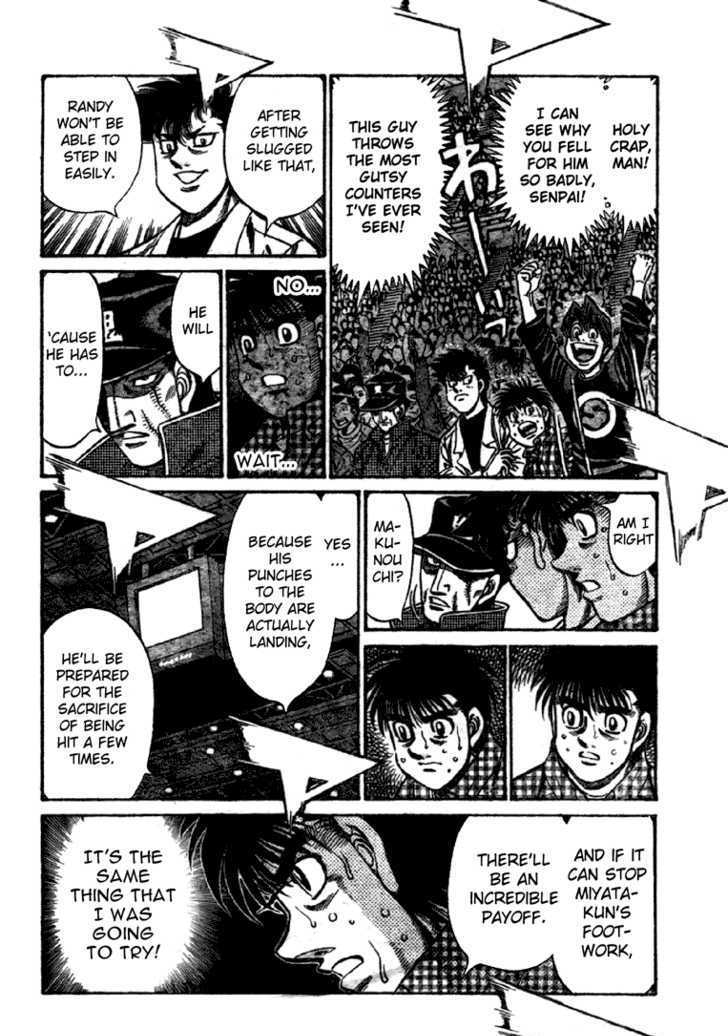 HOLY
CRAP,
MAN!
I CAN
SEE WHY
YOU FELL
FOR HIM
SO BADLY,
SENPAI!
THIS GUY
THROWS
THE MOST
GUTSY
COUNTERS
I'VE EVER
SEEN!
わーーっ
AFTER
GETTING
SLUGGED
LIKE THAT,
RANDY
WON'T BE
ABLE TO
STEP IN
EASILY.
NO...
WAIT...
HE
WILL
'CAUSE
HE HAS
TO...
AM I
RIGHT
MA-
KU-
NOU
CHI?
YES
...
BECAUSE
HIS
PUNCHES
TO THE
BODY ARE
ACTUALLY
LANDING,
HE'LL BE
PREPARED
FOR THE
SACRIFICE
OF BEING
HIT A FEW
TIMES.
AND IF IT
CAN STOP
MIYATA-
KUN'S
FOOT-
WORK,
THERE'LL
BE AN
INCREDIBLE
PAYOFF.
IT'S THE
SAME
THING THAT
I WAS
GOING
TO TRY!